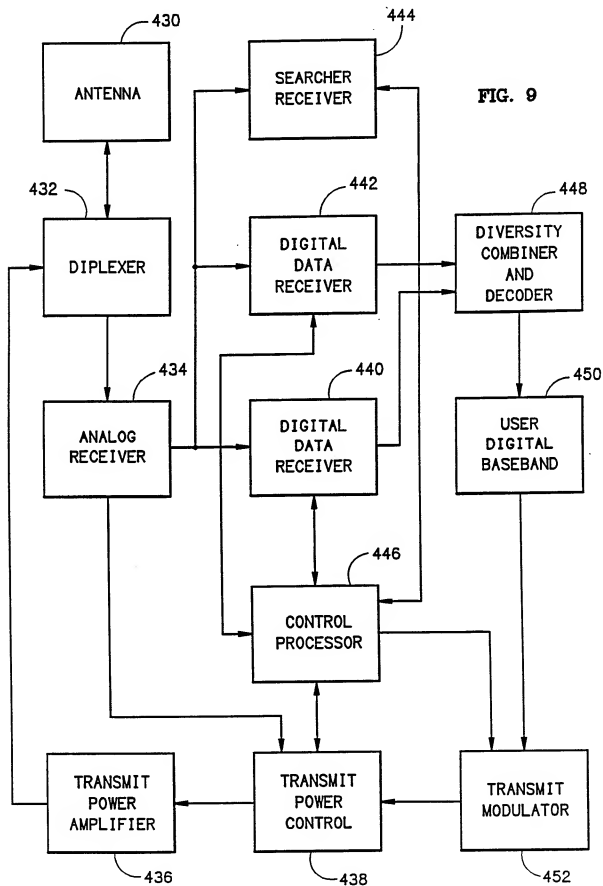 430
ANTENNA
444
SEARCHER
RECEIVER
FIG. 9
432
DIPLEXER
442
DIGITAL
DATA
RECEIVER
448
DIVERSITY
COMBINER
AND
DECODER
434
ANALOG
RECEIVER
440
DIGITAL
DATA
RECEIVER
450
USER
DIGITAL
BASEBAND
446
CONTROL
PROCESSOR
TRANSMIT
POWER
AMPLIFIER
436
TRANSMIT
POWER
CONTROL
438
TRANSMIT
MODULATOR
452